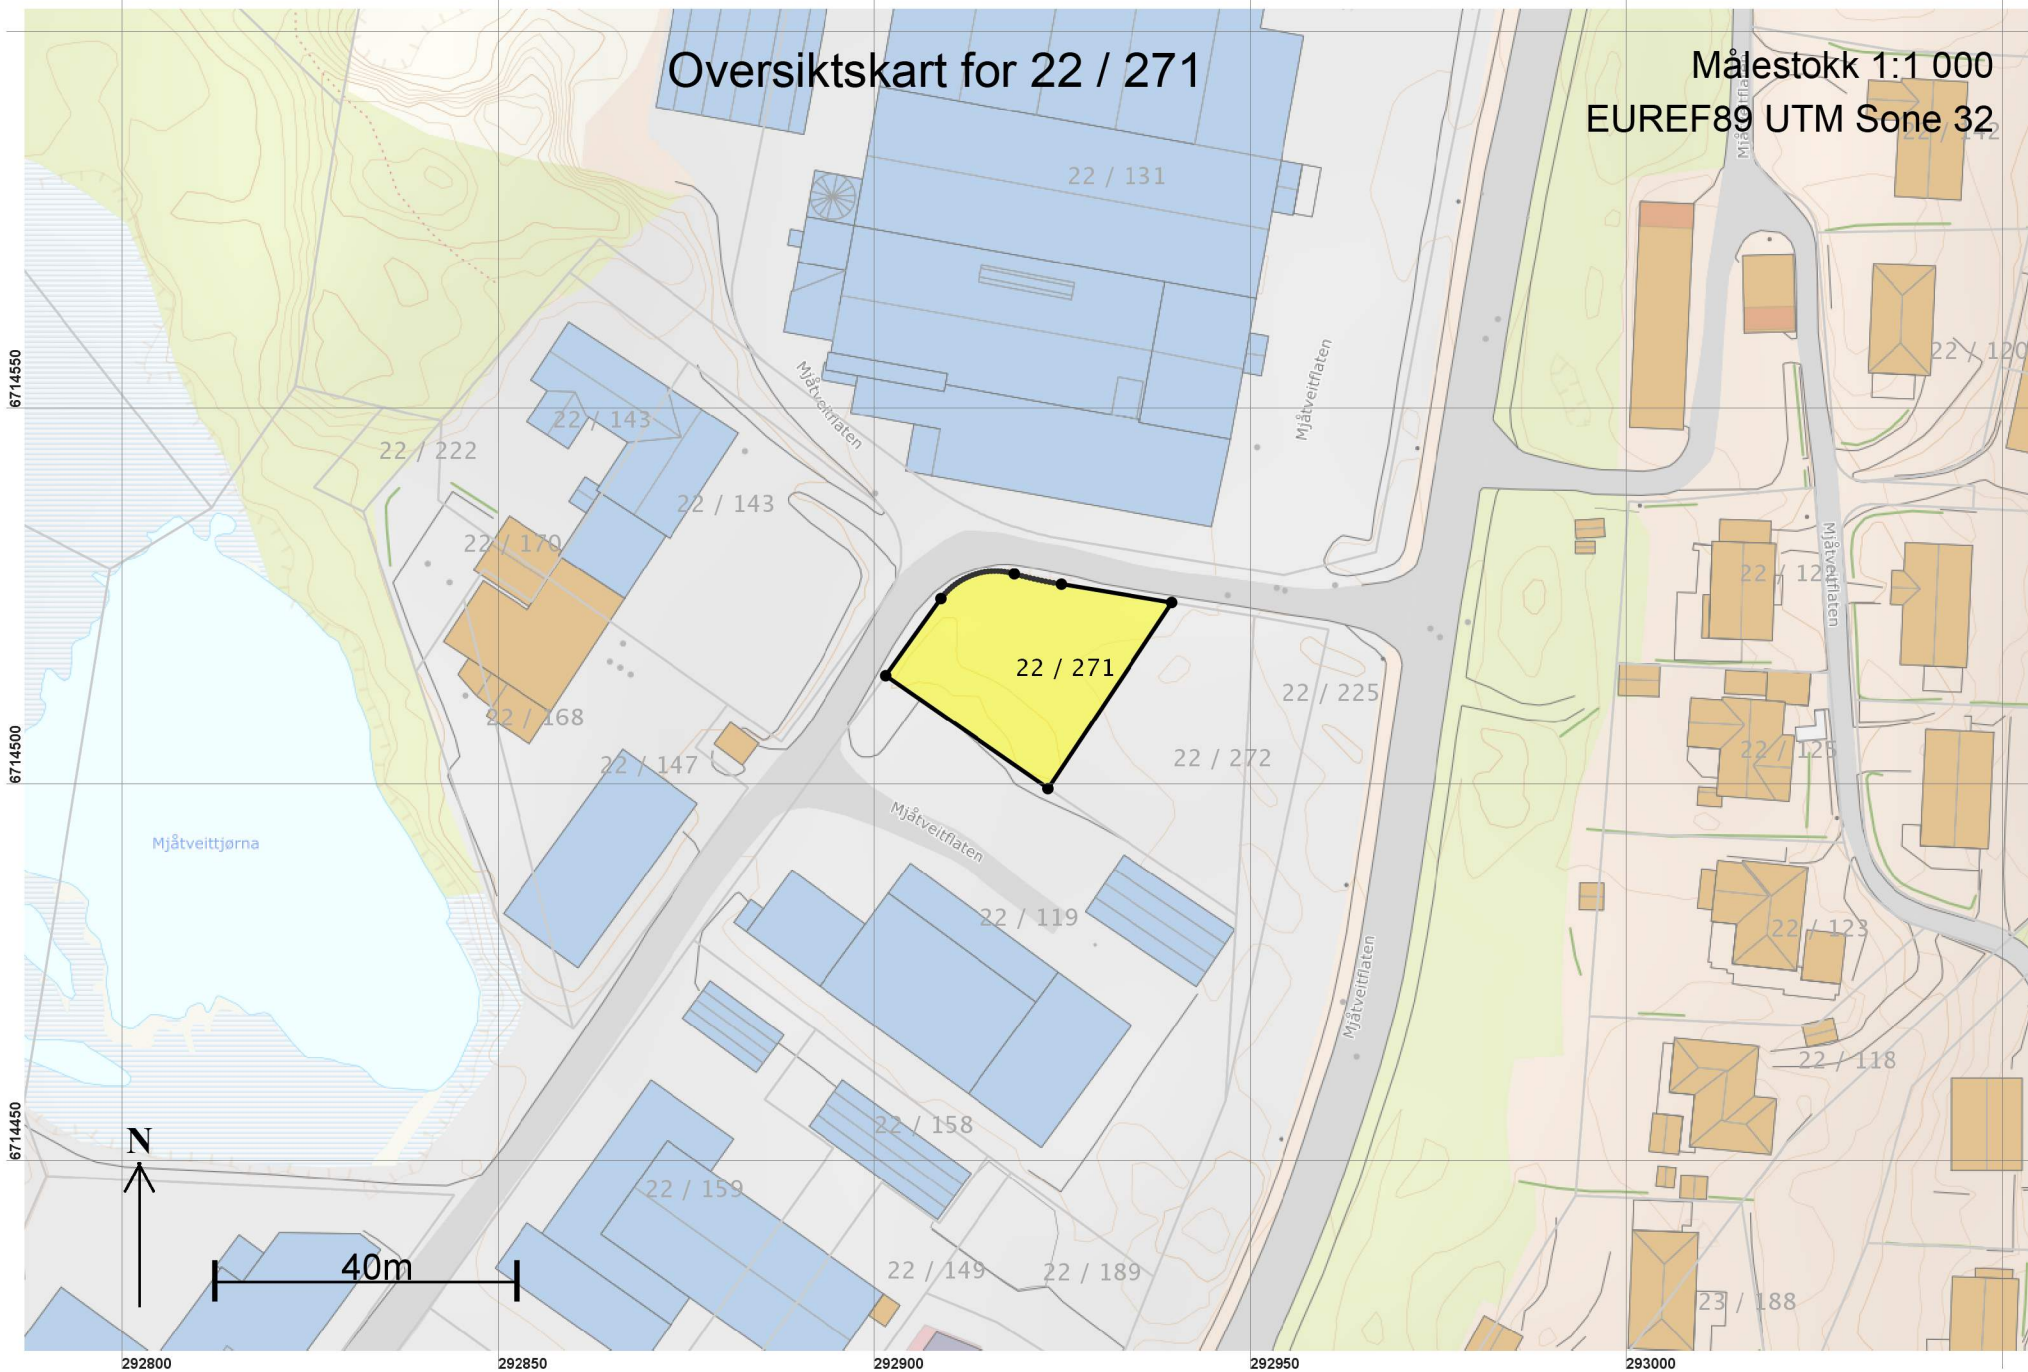 Oversiktskart for 22 / 271
Målestokk 1:1 000
EUREF89 UTM Sone 32
Mjåtveitflaten
22 / 142
22 / 131
22 / 120
6714550
Mjåtveitflaten
Mjåtveitflaten
22 / 143
22 / 222
22 / 143
22 / 170
Mjåtveitflaten
22 / 271
22 / 225
22 / 168
22 / 147
22 / 272
22 / 125
6714500
Mjåtveitflaten
Mjåtveittjørna
22 / 119
22 / 123
Mjåtveitflaten
22 / 118
6714450
22 / 158
N
22 / 159
40m
22 / 149
22 / 189
23 / 188
292800
292850
292900
292950
293000